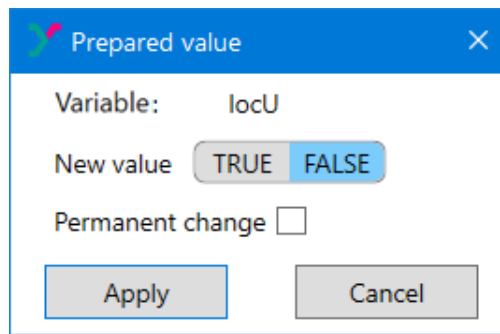 Prepared value
Variable: locU
New value TRUE FALSE
Permanent change
Apply Cancel